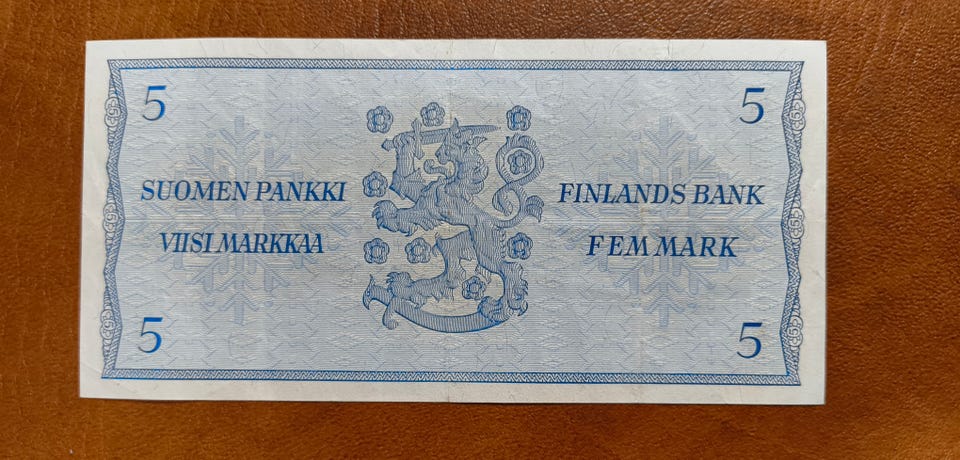 5 5
SUOMEN PANKKI FINLANDS BANK
VIISI MARKKAA FEM MARK
5 5